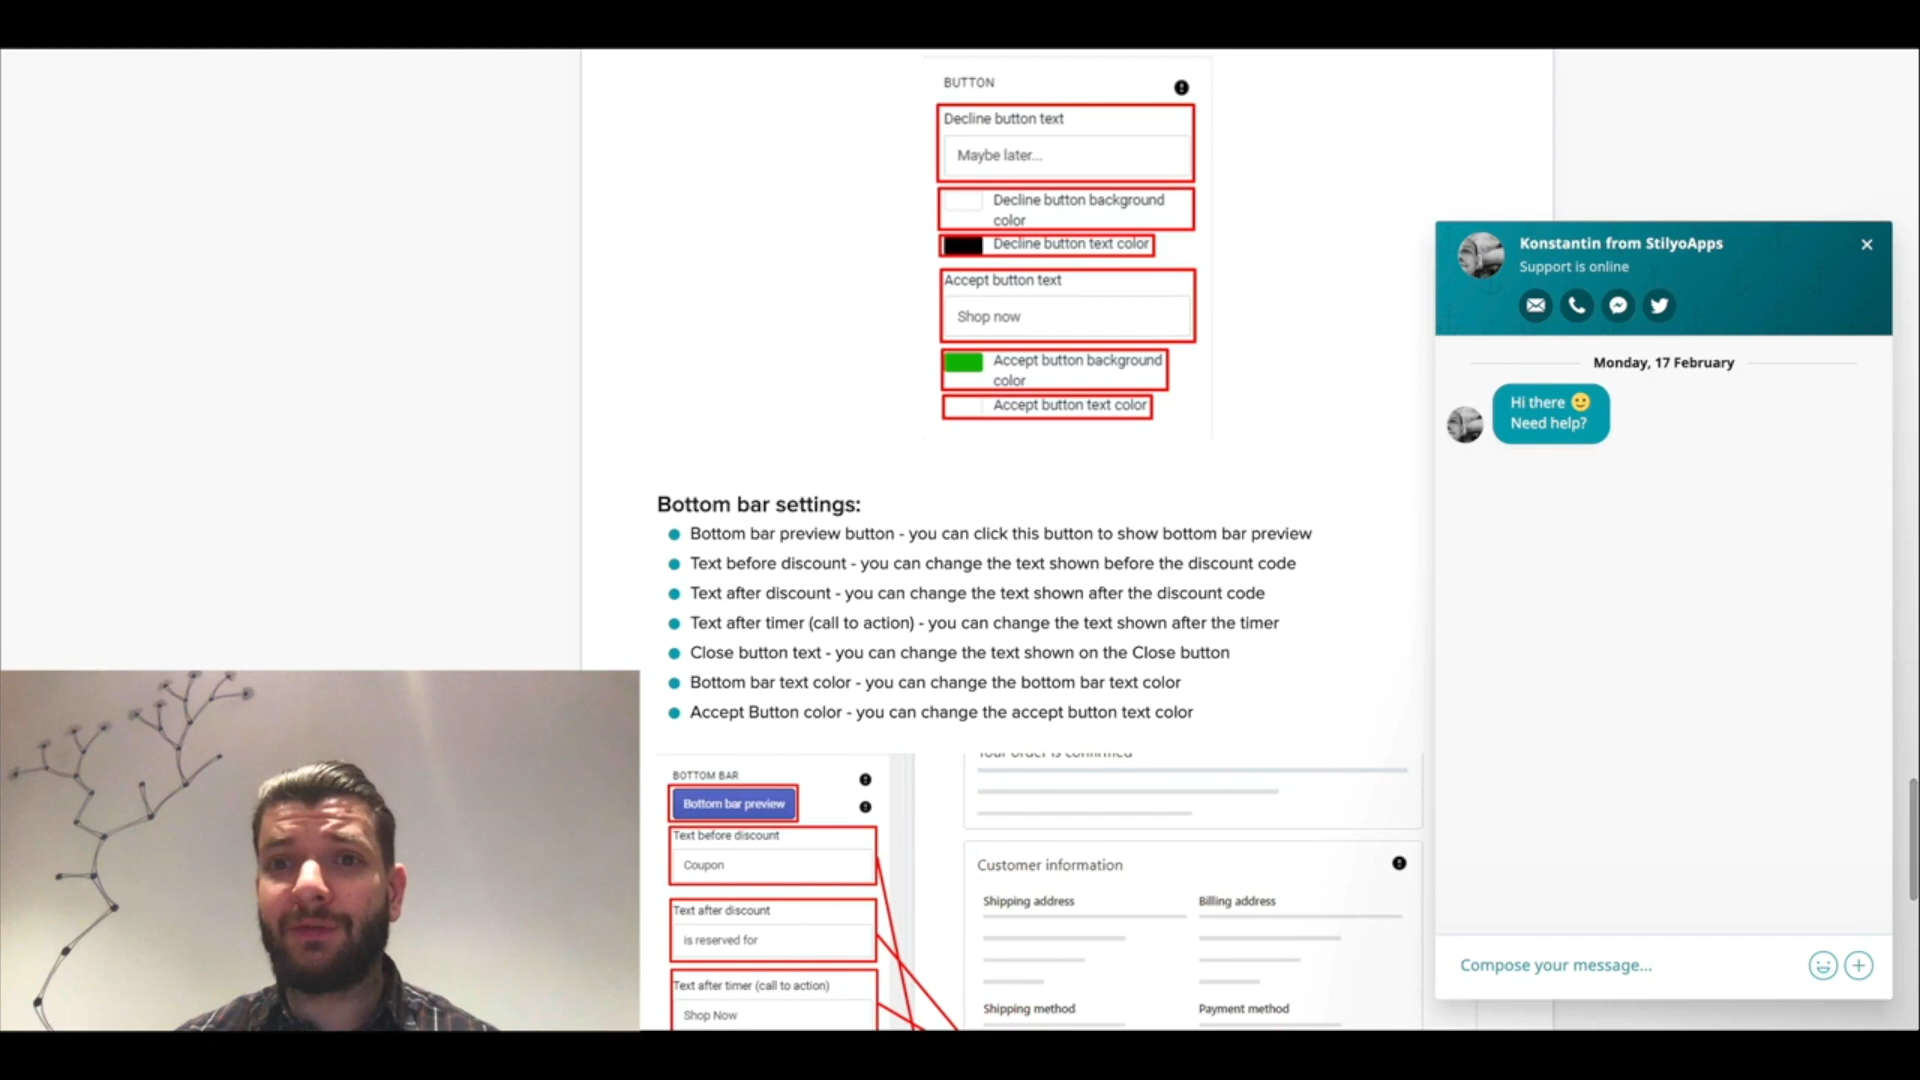 BUTTON
Decline button text
Maybe later...
Decline button background
color
Decline button text color
Accept button text
Shop now
Accept button background
color
Accept button text color
Bottom bar settings:
Bottom bar preview button - you can click this button to show bottom bar preview
Text before discount - you can change the text shown before the discount code
Text after discount - you can change the text shown after the discount code
Text after timer (call to action) - you can change the text shown after the timer
Close button text - you can change the text shown on the Close button
Bottom bar text color - you can change the bottom bar text color
Accept Button color - you can change the accept button text color
BOTTOM BAR
Bottom bar preview
Text before discount
Coupon
Text after discount
is reserved for
Text after timer (call to action)
Shop Now
Your order is confirmed
Customer information
Shipping address
Billing address
Shipping method
Payment method
Konstantin from StilyoApps
Support is online
Monday, 17 February
Hi there 🙂
Need help?
Compose your message...